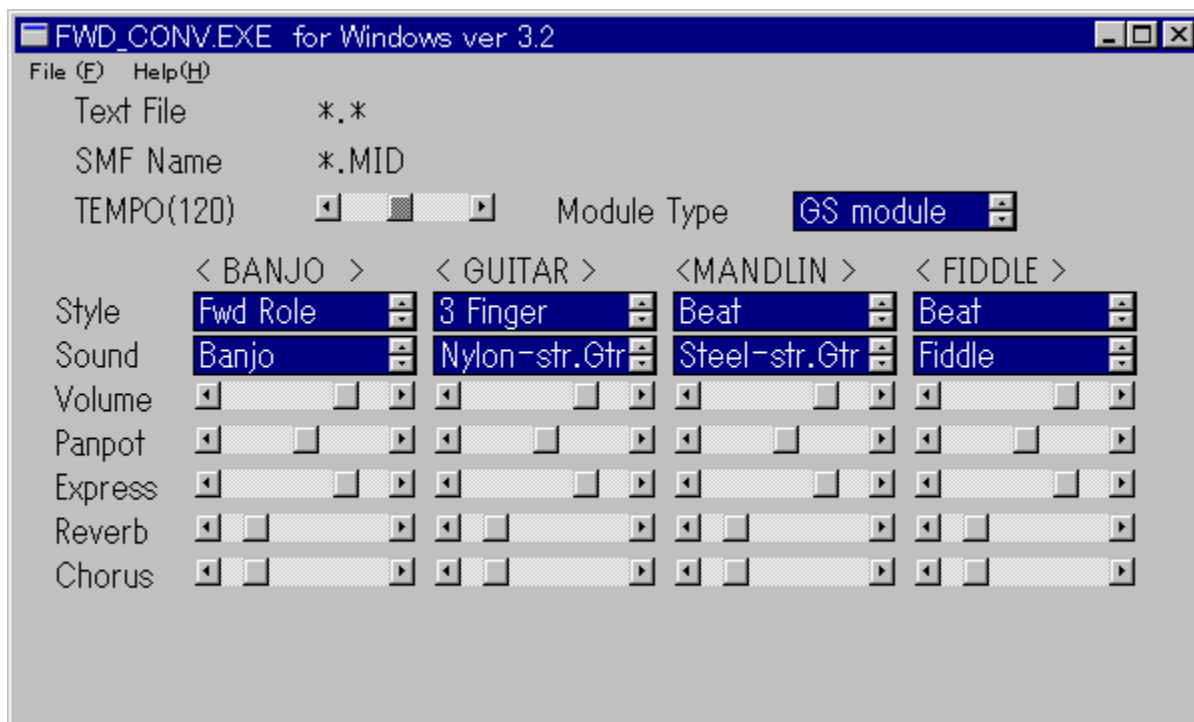 FWD_CONV.EXE for Windows ver 3.2
File (F) Help(H)
Text File *.*
SMF Name *.MID
TEMPO(120) Module Type GS module
< BANJO > < GUITAR > <MANDLIN > < FIDDLE >
Style Fwd Role 3 Finger Beat Beat
Sound Banjo Nylon-str.Gtr Steel-str.Gtr Fiddle
Volume
Panpot
Express
Reverb
Chorus